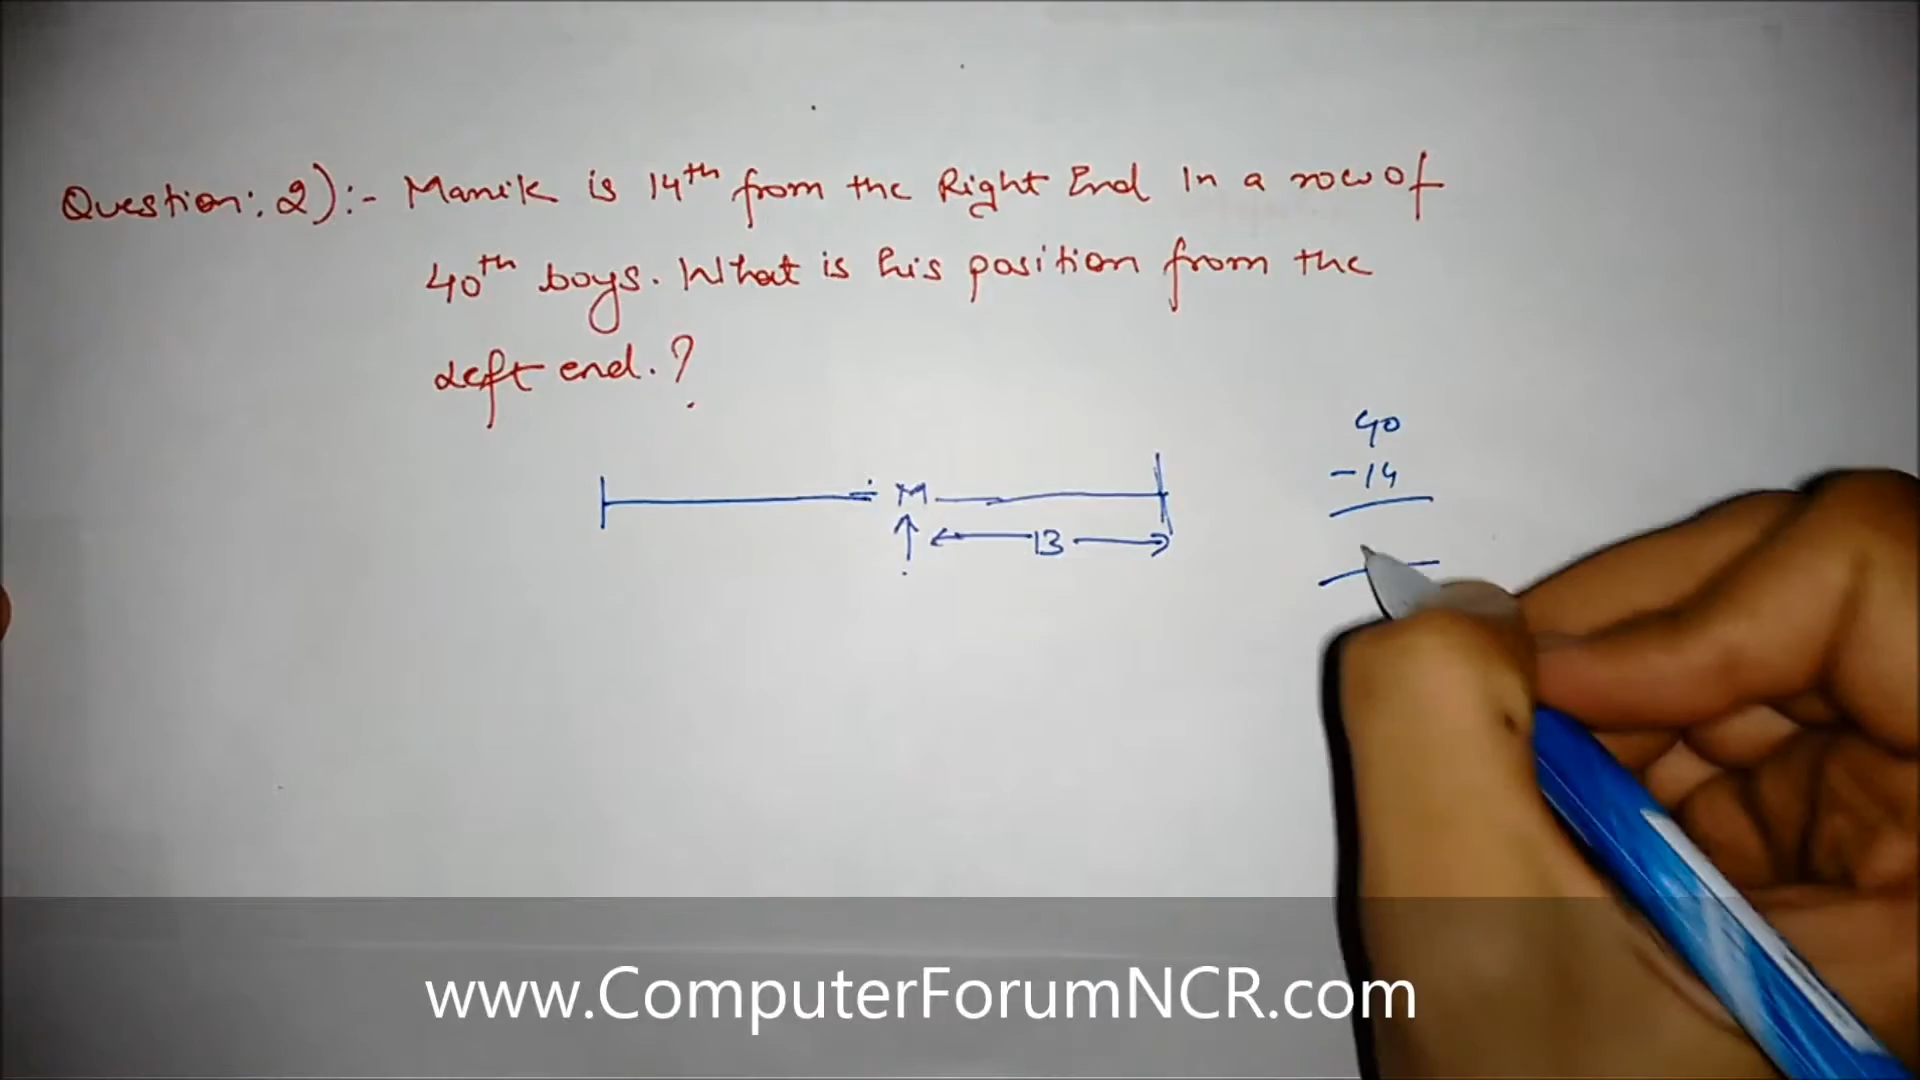 Question:. 2):- Manik is 14th from the Right End In a row of
40th boys. What is his position from the
Left end.?
40
-14
M
13
www.ComputerForumNCR.com